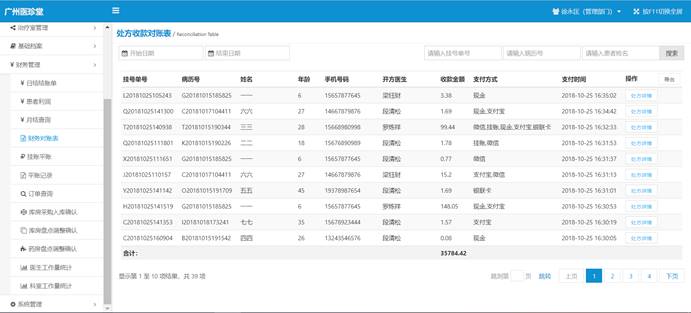 广州医珍堂
徐永匡（管理部门）
按F11切换全屏
治疗室管理
基础档案
财务管理
日结结账单
患者利润
月结查询
财务对账表
挂账平账
平账记录
订单查询
库房采购入库确认
库房盘点调整确认
药房盘点调整确认
医生工作量统计
科室工作量统计
系统管理
处方收款对账表 / Reconciliation Table
开始日期 结束日期 请输入挂号单号 请输入病历号 请输入患者姓名 搜索
挂号单号 病历号 姓名 年龄 手机号码 开方医生 收款金额 支付方式 支付时间 操作 导出
L20181025105243 G20181015185825 一一 6 15657877645 梁钰财 3.38 现金 2018-10-25 16:35:02 处方详情
Q20181025141300 C20181017104411 六六 27 14667879876 段清松 1.69 现金,支付宝 2018-10-25 16:34:42 处方详情
T20181025140938 T20181015190344 三三 28 15668980998 罗炼祥 99.44 微信,挂账,现金,支付宝,银联卡 2018-10-25 16:32:33 处方详情
Q20181025111801 K20181015190226 二二 18 15676890989 段清松 1.78 挂账,微信 2018-10-25 16:31:53 处方详情
X20181025111651 G20181015185825 一一 6 15657877645 段清松 0.77 微信 2018-10-25 16:31:37 处方详情
J20181025110157 C20181017104411 六六 27 14667879876 梁钰财 15.2 支付宝,微信 2018-10-25 16:31:13 处方详情
Y20181025141142 O20181015191709 五五 45 19378987654 段清松 1.69 银联卡 2018-10-25 16:31:01 处方详情
H20181025141519 G20181015185825 一一 6 15657877645 罗炼祥 148.05 现金,支付宝 2018-10-25 16:30:53 处方详情
C20181025141353 I20181018173241 七七 35 15678923444 段清松 1.57 支付宝 2018-10-25 16:30:19 处方详情
C20181025160904 B20181015191542 四四 26 13243546576 段清松 0.08 现金 2018-10-25 16:30:05 处方详情
合计： 35784.42
显示第 1 至 10 项结果，共 39 项 跳到第 页 跳转 上页 1 2 3 4 下页